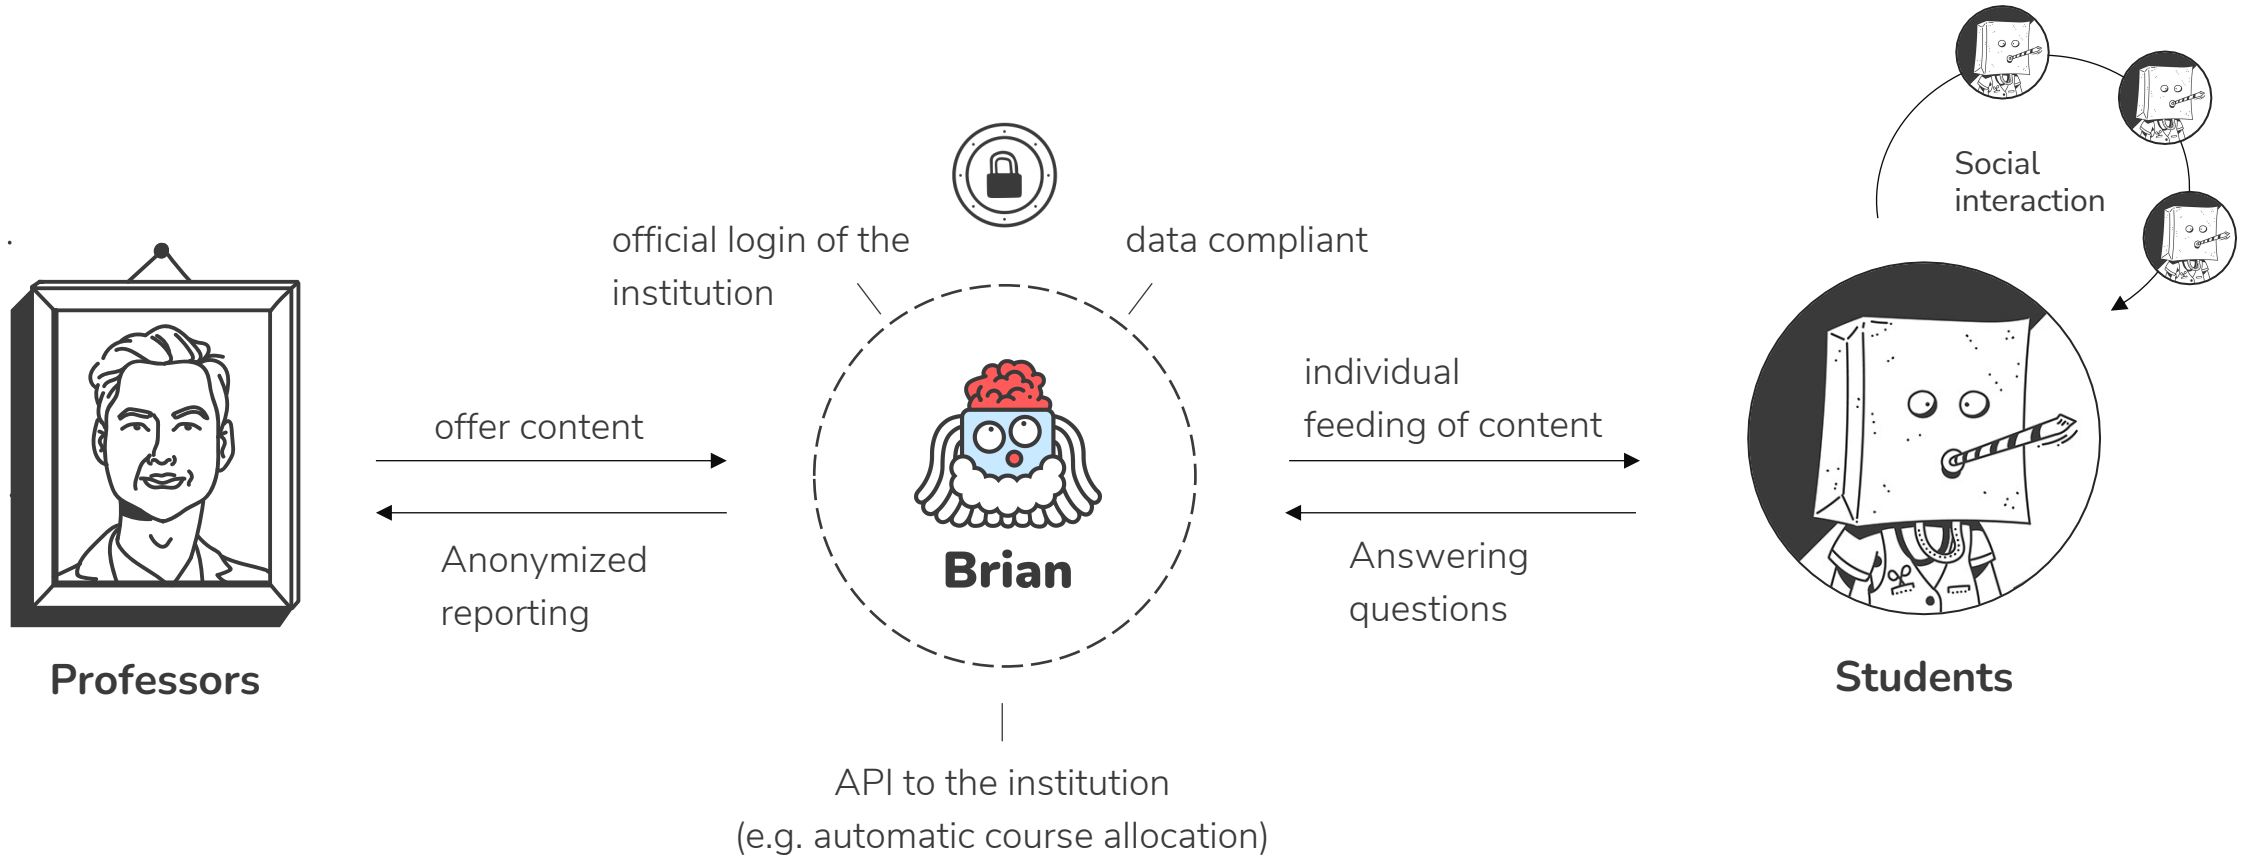 Social
interaction
official login of the
institution
data compliant
offer content
Anonymized
reporting
Brian
individual
feeding of content
Answering
questions
Professors
Students
API to the institution
(e.g. automatic course allocation)